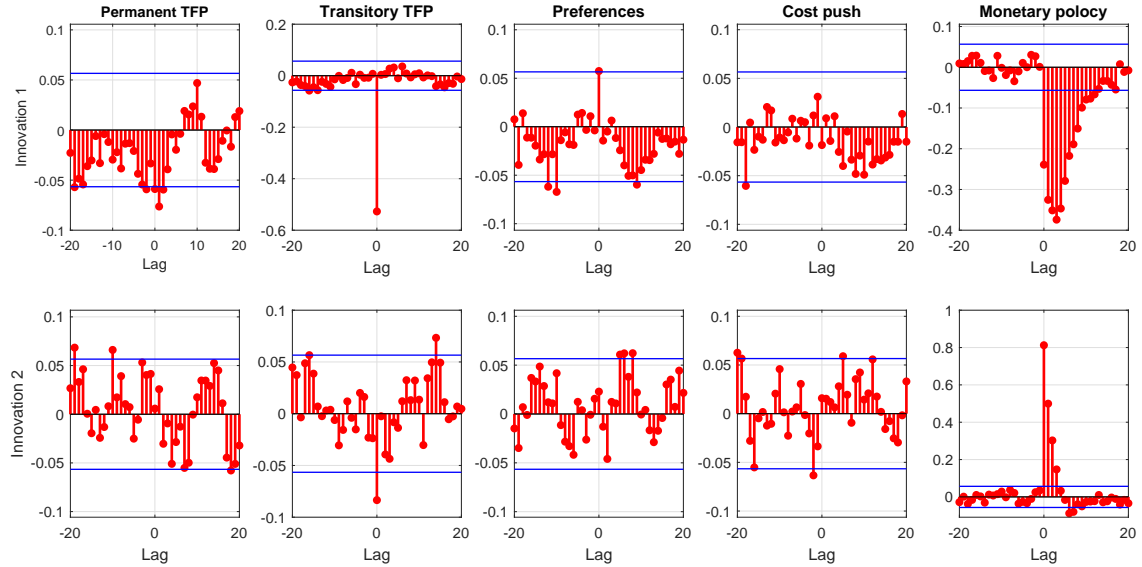 Permanent TFP
Transitory TFP
Preferences
Cost push
Monetary polocy
Innovation 1
0.1
0.05
0
-0.05
-0.1
-20 -10 0 10 20
Lag
0.2
0
-0.2
-0.4
-0.6
-20 0 20
Lag
0.1
0.05
0
-0.05
-0.1
-20 0 20
Lag
0.1
0.05
0
-0.05
-0.1
-20 0 20
Lag
0.1
0
-0.1
-0.2
-0.3
-0.4
-20 0 20
Lag
Innovation 2
0.1
0.05
0
-0.05
-0.1
-20 0 20
Lag
0.1
0.05
0
-0.05
-0.1
-20 0 20
Lag
0.1
0.05
0
-0.05
-0.1
-20 0 20
Lag
0.1
0.05
0
-0.05
-0.1
-20 0 20
Lag
1
0.8
0.6
0.4
0.2
0
-20 0 20
Lag